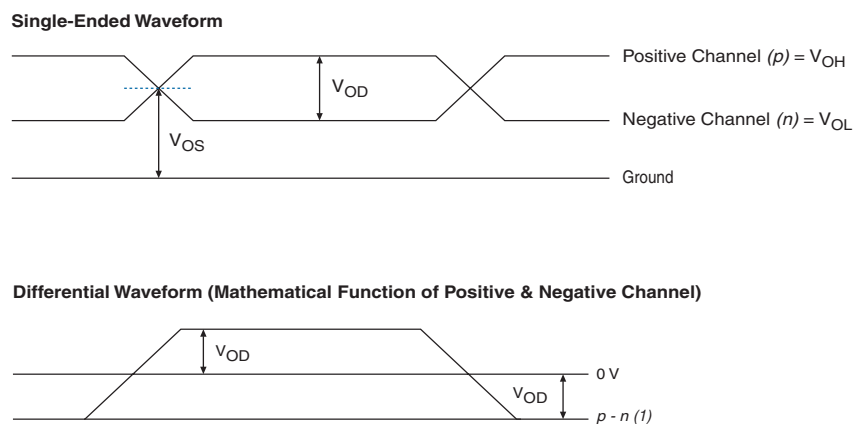 Single-Ended Waveform
Positive Channel (p) = VOH
VOD
Negative Channel (n) = VOL
VOS
Ground
Differential Waveform (Mathematical Function of Positive & Negative Channel)
VOD
0 V
VOD
p - n (1)